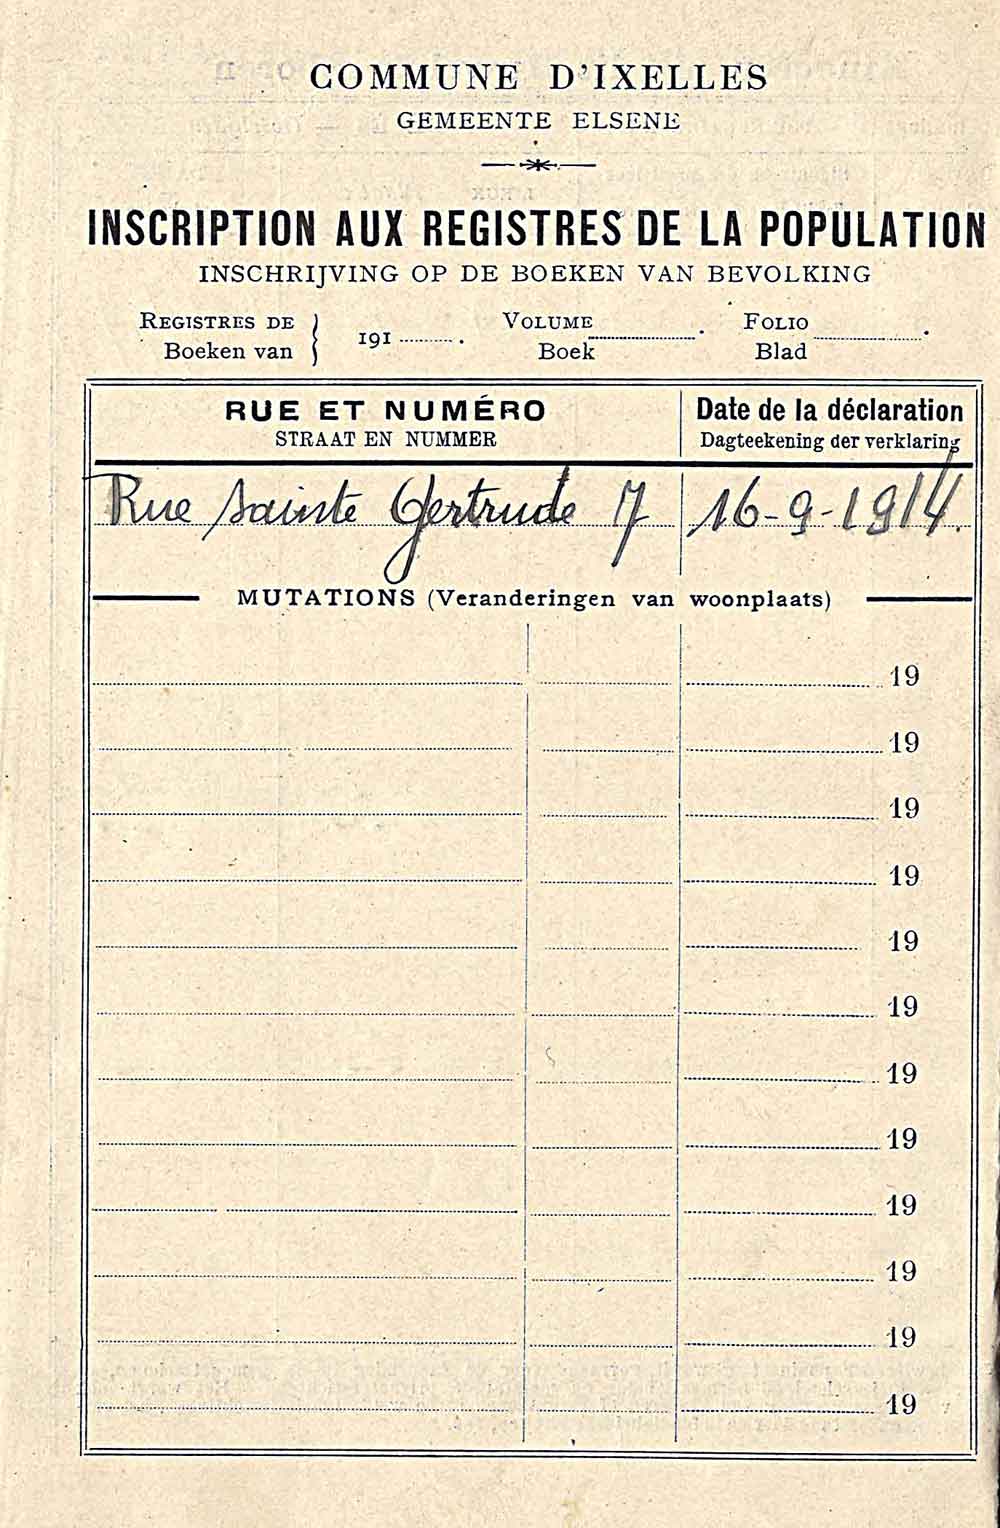 COMMUNE D'IXELLES
GEMEENTE ELSENE
INSCRIPTION AUX REGISTRES DE LA POPULATION
INSCHRIJVING OP DE BOEKEN VAN BEVOLKING
REGISTRES DE
Boeken van
191
VOLUME
Boek
FOLIO
Blad
RUE ET NUMÉRO
STRAAT EN NUMMER
Date de la déclaration
Dagteekening der verklaring
Rue Sainte Gertrude 7
16-9-1914.
MUTATIONS (Veranderingen van woonplaats)
19
19
19
19
19
19
19
19
19
19
19
19